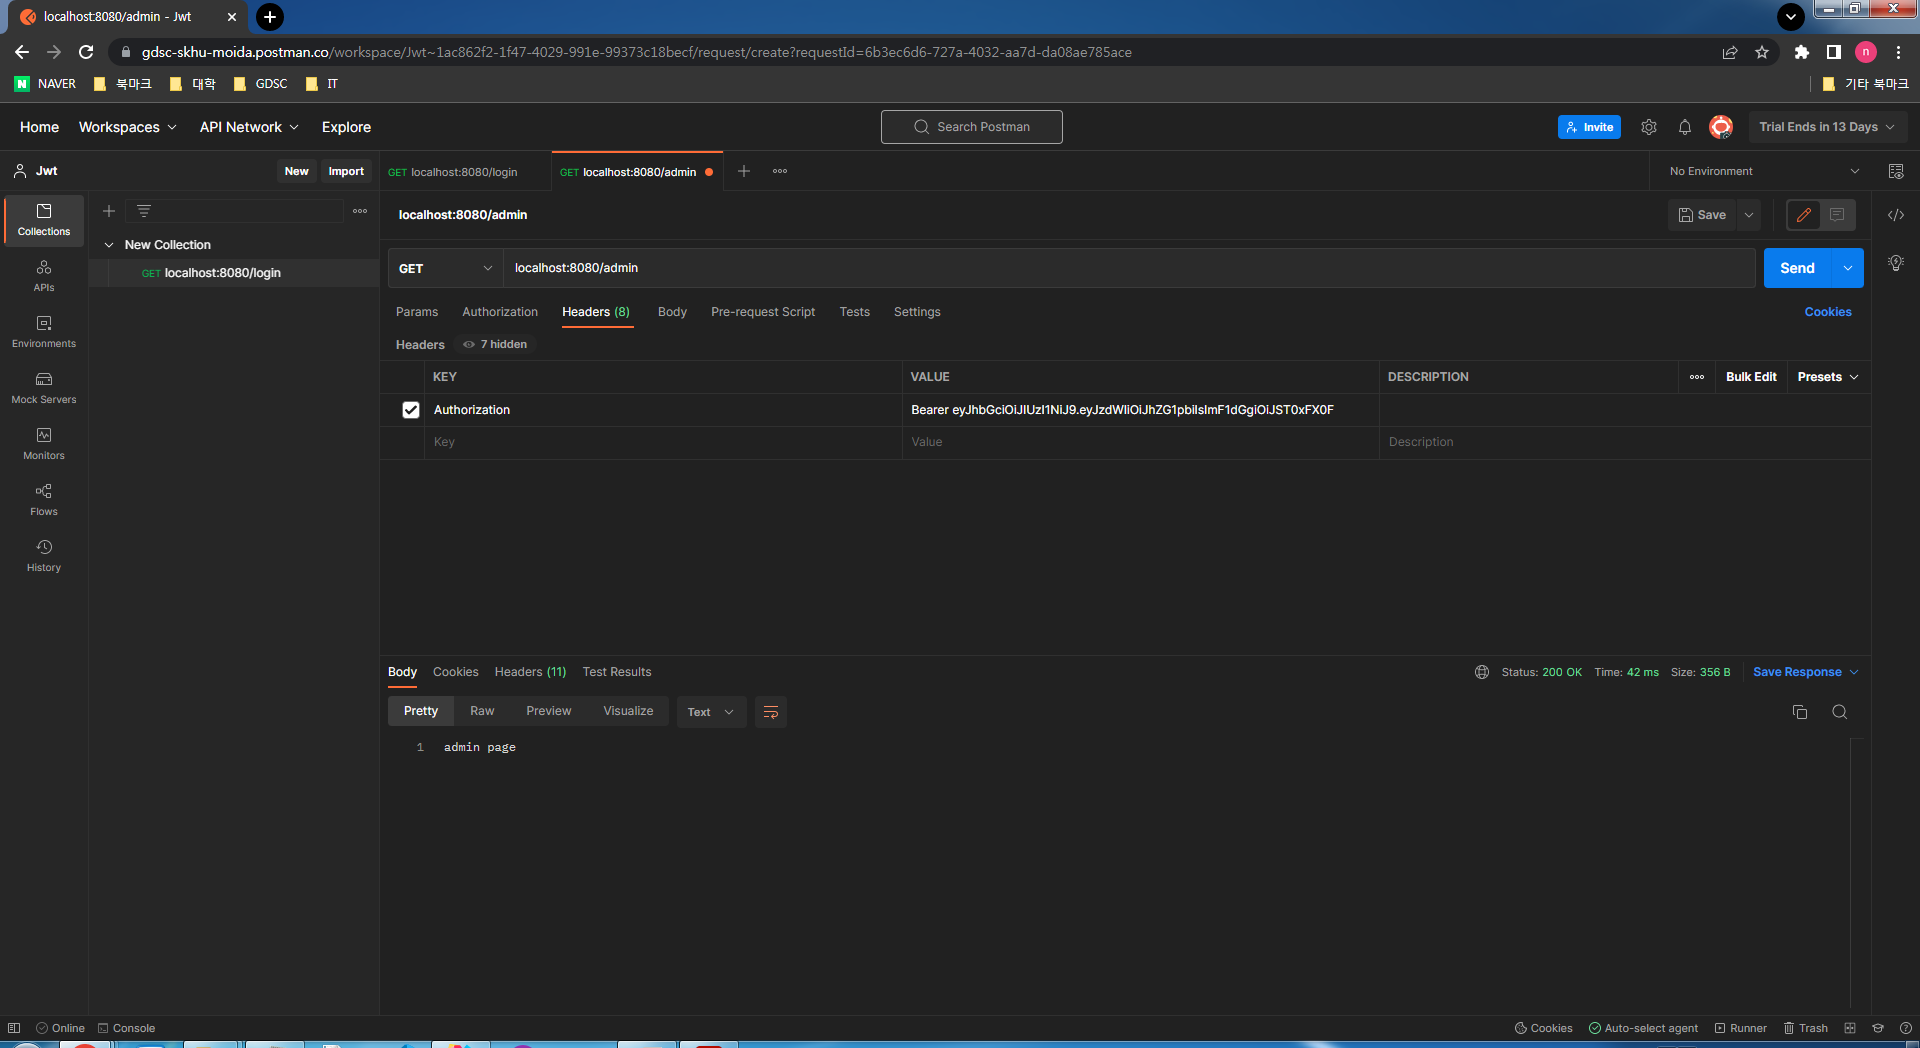 localhost:8080/admin - Jwt
gdsc-skhu-moida.postman.co/workspace/Jwt~1ac862f2-1f47-4029-991e-99373c18becf/request/create?requestId=6b3ec6d6-727a-4032-aa7d-da08ae785ace
n
N NAVER 북마크 대학 GDSC IT 기타 북마크
Home Workspaces API Network Explore Search Postman Invite Trial Ends in 13 Days
Jwt New Import GET localhost:8080/login GET localhost:8080/admin No Environment
Collections
APIs
Environments
Mock Servers
Monitors
Flows
History
New Collection
GET localhost:8080/login
localhost:8080/admin Save
GET localhost:8080/admin Send
Params Authorization Headers (8) Body Pre-request Script Tests Settings Cookies
Headers 7 hidden
KEY VALUE DESCRIPTION Bulk Edit Presets
Authorization Bearer eyJhbGciOiJIUzI1NiJ9.eyJzdWIiOiJhZG1pbiIsImF1dGgiOiJST0xFX0F
Key Value Description
Body Cookies Headers (11) Test Results Status: 200 OK Time: 42 ms Size: 356 B Save Response
Pretty Raw Preview Visualize Text
1 admin page
Online Console Cookies Auto-select agent Runner Trash